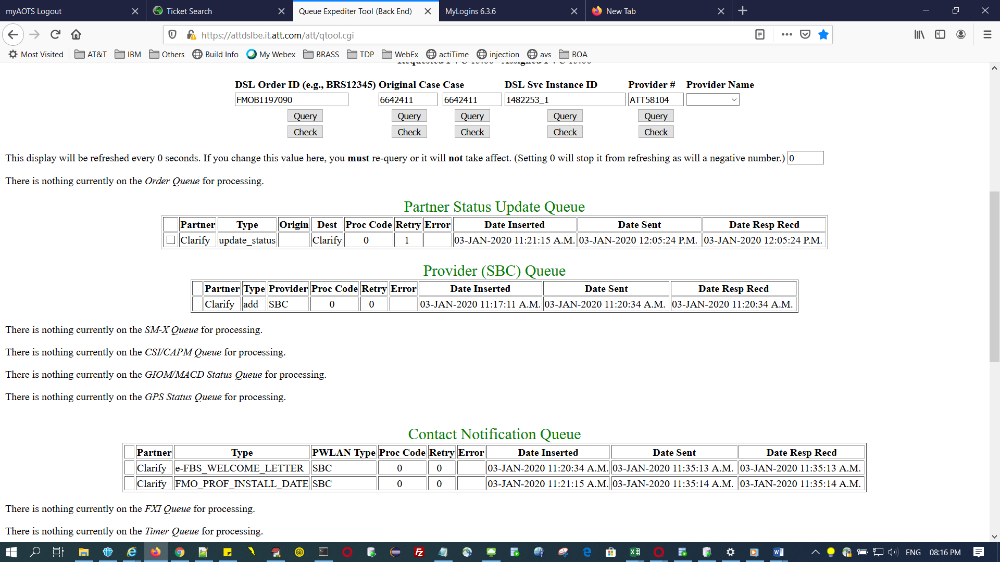 myAOTS Logout
Ticket Search
Queue Expediter Tool (Back End)
MyLogins 6.3.6
New Tab
https://attdslbe.it.att.com/att/qtool.cgi
Most Visited AT&T IBM Others Build Info My Webex BRASS TDP WebEx actiTime injection avs BOA
DSL Order ID (e.g., BRS12345) Original Case Case DSL Svc Instance ID Provider # Provider Name
FMOB1197090 6642411 6642411 1482253_1 ATT58104
Query Query Query Query Query
Check Check Check Check Check
This display will be refreshed every 0 seconds. If you change this value here, you must re-query or it will not take affect. (Setting 0 will stop it from refreshing as will a negative number.) 0
There is nothing currently on the Order Queue for processing.
Partner Status Update Queue
Partner Type Origin Dest Proc Code Retry Error Date Inserted Date Sent Date Resp Recd
Clarify update_status Clarify 0 1 03-JAN-2020 11:21:15 A.M. 03-JAN-2020 12:05:24 P.M. 03-JAN-2020 12:05:24 P.M.
Provider (SBC) Queue
Partner Type Provider Proc Code Retry Error Date Inserted Date Sent Date Resp Recd
Clarify add SBC 0 0 03-JAN-2020 11:17:11 A.M. 03-JAN-2020 11:20:34 A.M. 03-JAN-2020 11:20:34 A.M.
There is nothing currently on the SM-X Queue for processing.
There is nothing currently on the CSI/CAPM Queue for processing.
There is nothing currently on the GIOM/MACD Status Queue for processing.
There is nothing currently on the GPS Status Queue for processing.
Contact Notification Queue
Partner Type PWLAN Type Proc Code Retry Error Date Inserted Date Sent Date Resp Recd
Clarify e-FBS_WELCOME_LETTER SBC 0 0 03-JAN-2020 11:20:34 A.M. 03-JAN-2020 11:35:13 A.M. 03-JAN-2020 11:35:13 A.M.
Clarify FMO_PROF_INSTALL_DATE SBC 0 0 03-JAN-2020 11:21:15 A.M. 03-JAN-2020 11:35:14 A.M. 03-JAN-2020 11:35:14 A.M.
There is nothing currently on the FXI Queue for processing.
There is nothing currently on the Timer Queue for processing.
ENG 08:16 PM